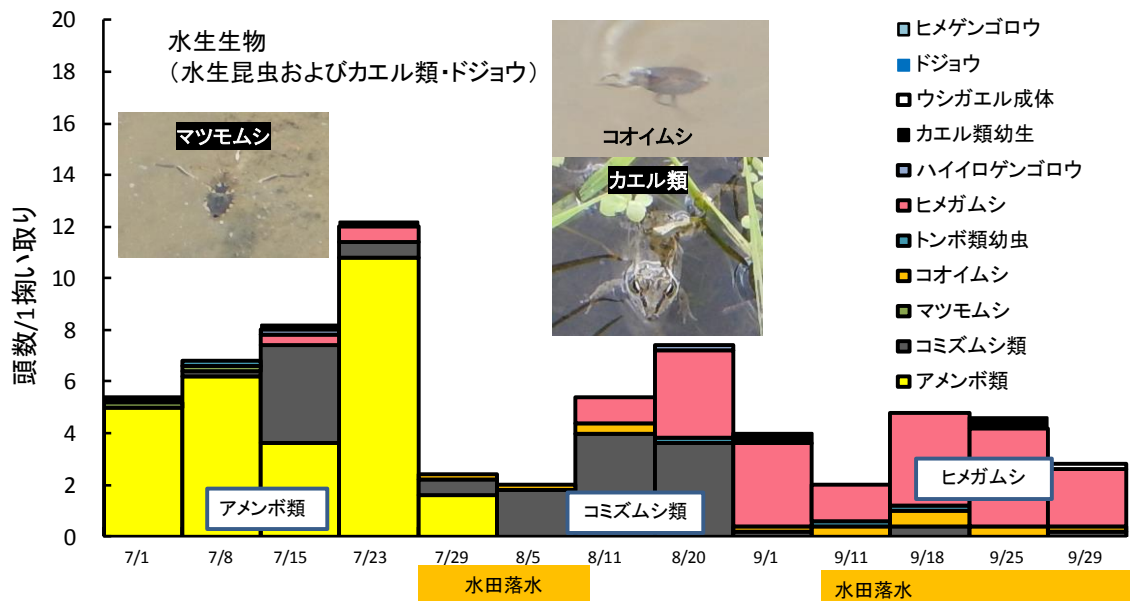 水生生物
（水生昆虫およびカエル類・ドジョウ）
マツモムシ
コオイムシ
カエル類
頭数/1掬い取り
20
18
16
14
12
10
8
6
4
2
0
ヒメゲンゴロウ
ドジョウ
ウシガエル成体
カエル類幼生
ハイイロゲンゴロウ
ヒメガムシ
トンボ類幼虫
コオイムシ
マツモムシ
コミズムシ類
アメンボ類
アメンボ類
コミズムシ類
ヒメガムシ
7/1 7/8 7/15 7/23 7/29 8/5 8/11 8/20 9/1 9/11 9/18 9/25 9/29
水田落水
水田落水